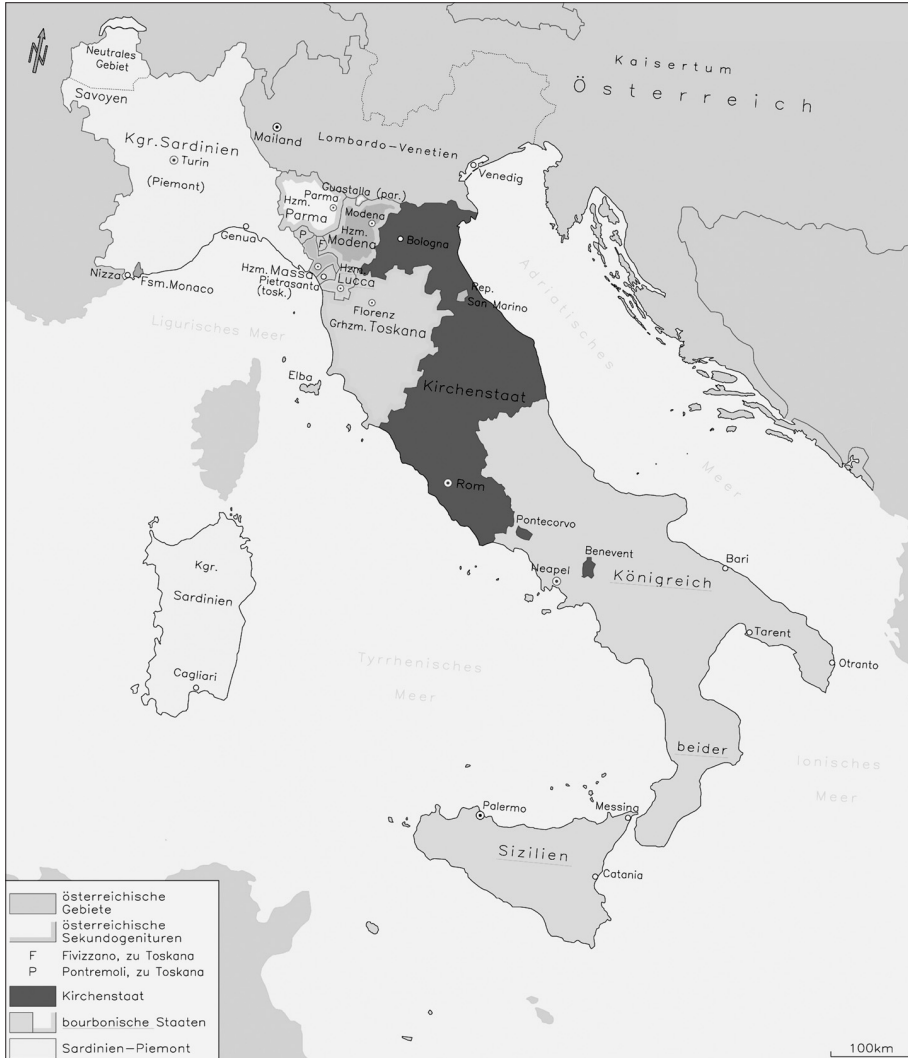 N
Neutrales
Gebiet
Savoyen
Kaisertum
Österreich
Mailand
Lombardo-Venetien
Kgr.Sardinien
Turin
(Piemont)
Venedig
Guastalla (par.)
Parma
Hzm.
Parma
Modena
Hzm.
Modena
P
F
Bologna
Genua
Hzm. Massa
Hzm.
Lucca
Pietrasanta
(tosk.)
Nizza
Fsm.Monaco
Rep.
San Marino
Florenz
Grhzm.Toskana
Ligurisches Meer
Adriatisches
Meer
Elba
Kirchenstaat
Rom
Pontecorvo
Benevent
Neapel
Königreich
Bari
Kgr.
Sardinien
Cagliari
Tarent
Otranto
Tyrrhenisches
Meer
beider
Ionisches
Meer
Palermo
Messing
Sizilien
Catania
österreichische
Gebiete
österreichische
Sekundogenituren
F Fivizzano, zu Toskana
P Pontremoli, zu Toskana
Kirchenstaat
bourbonische Staaten
Sardinien-Piemont
100km